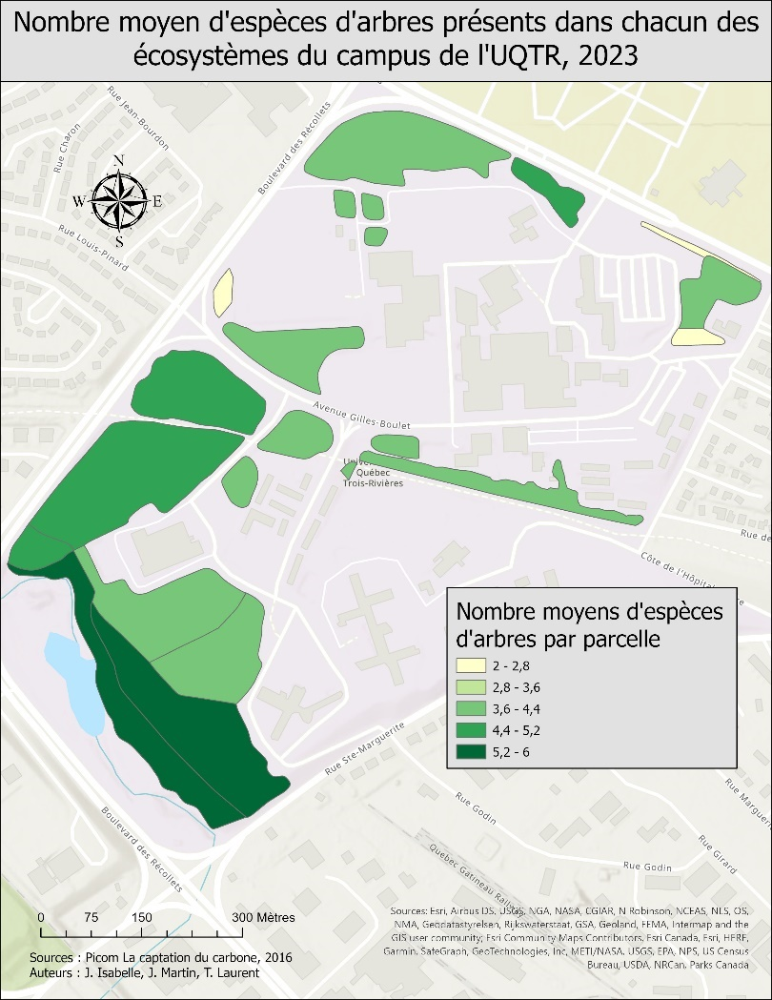 Nombre moyen d'espèces d'arbres présents dans chacun des
écosystèmes du campus de l'UQTR, 2023
Rue Jean-Bourdon
Rue Charon
Boulevard des Récollets
N
W E
S
Rue Louis-Pinard
Avenue Gilles-Boulet
Québec
Trois-Rivières
Rue de
Côte de l'Hôpital
Nombre moyens d'espèces
d'arbres par parcelle
2 - 2,8
2,8 - 3,6
3,6 - 4,4
4,4 - 5,2
5,2 - 6
Rue Ste-Marguerite
Rue Marguerite
Rue Godin
Rue Girard
Boulevard des Récollets
Quebec Gatineau Railway
Rue Godin
0 75 150 300 Mètres
Sources : Picom La captation du carbone, 2016
Auteurs : J. Isabelle, J. Martin, T. Laurent
Sources: Esri, Airbus DS, USGS, NGA, NASA, CGIAR, N Robinson, NCEAS, NLS, OS,
NMA, Geodatastyrelsen, Rijkswaterstaat, GSA, Geoland, FEMA, Intermap and the
GIS user community; Esri Community Maps Contributors, Esri Canada, Esri, HERE,
Garmin, SafeGraph, GeoTechnologies, Inc, METI/NASA, USGS, EPA, NPS, US Census
Bureau, USDA, NRCan, Parks Canada